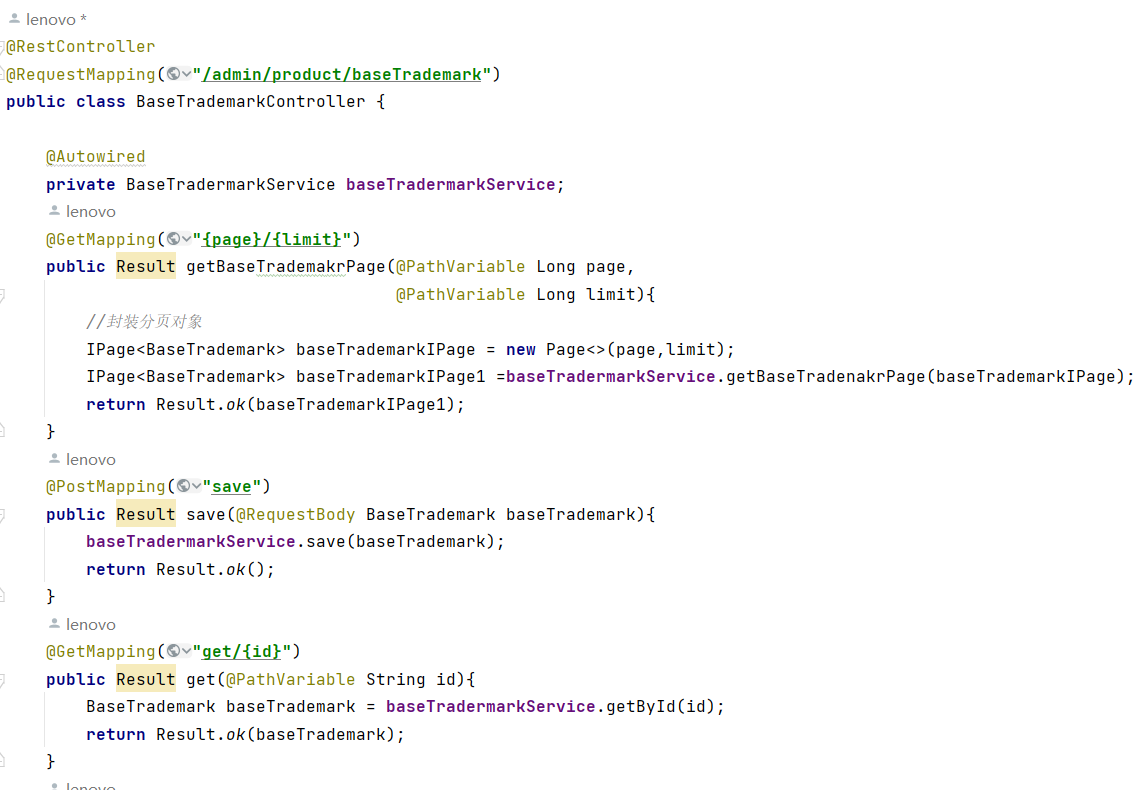 lenovo *
@RestController
@RequestMapping("/admin/product/baseTrademark")
public class BaseTrademarkController {
@Autowired
private BaseTradermarkService baseTradermarkService;
lenovo
@GetMapping("{page}/{limit}")
public Result getBaseTrademakrPage(@PathVariable Long page,
@PathVariable Long limit){
//封装分页对象
IPage<BaseTrademark> baseTrademarkIPage = new Page<>(page,limit);
IPage<BaseTrademark> baseTrademarkIPage1 =baseTradermarkService.getBaseTradenakrPage(baseTrademarkIPage);
return Result.ok(baseTrademarkIPage1);
}
lenovo
@PostMapping("save")
public Result save(@RequestBody BaseTrademark baseTrademark){
baseTradermarkService.save(baseTrademark);
return Result.ok();
}
lenovo
@GetMapping("get/{id}")
public Result get(@PathVariable String id){
BaseTrademark baseTrademark = baseTradermarkService.getById(id);
return Result.ok(baseTrademark);
}
lenovo